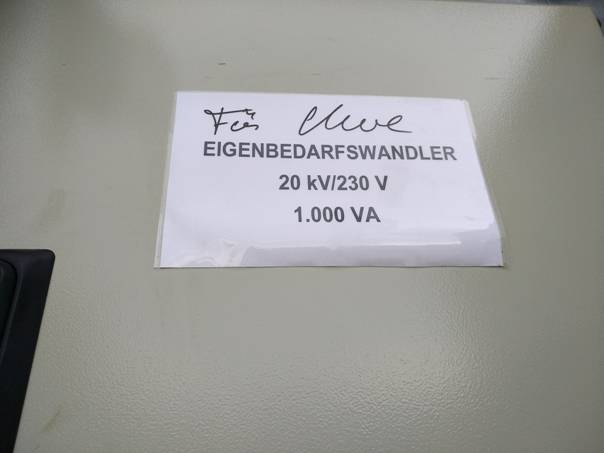 Für Uwe
EIGENBEDARFSWANDLER
20 kV/230 V
1.000 VA